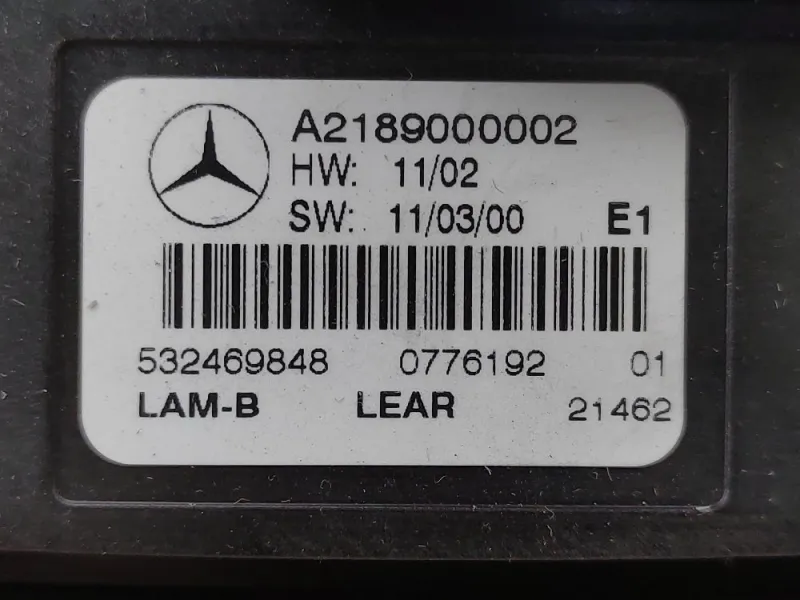 A2189000002
HW: 11/02
SW: 11/03/00 E1
532469848 0776192 01
LAM-B LEAR 21462